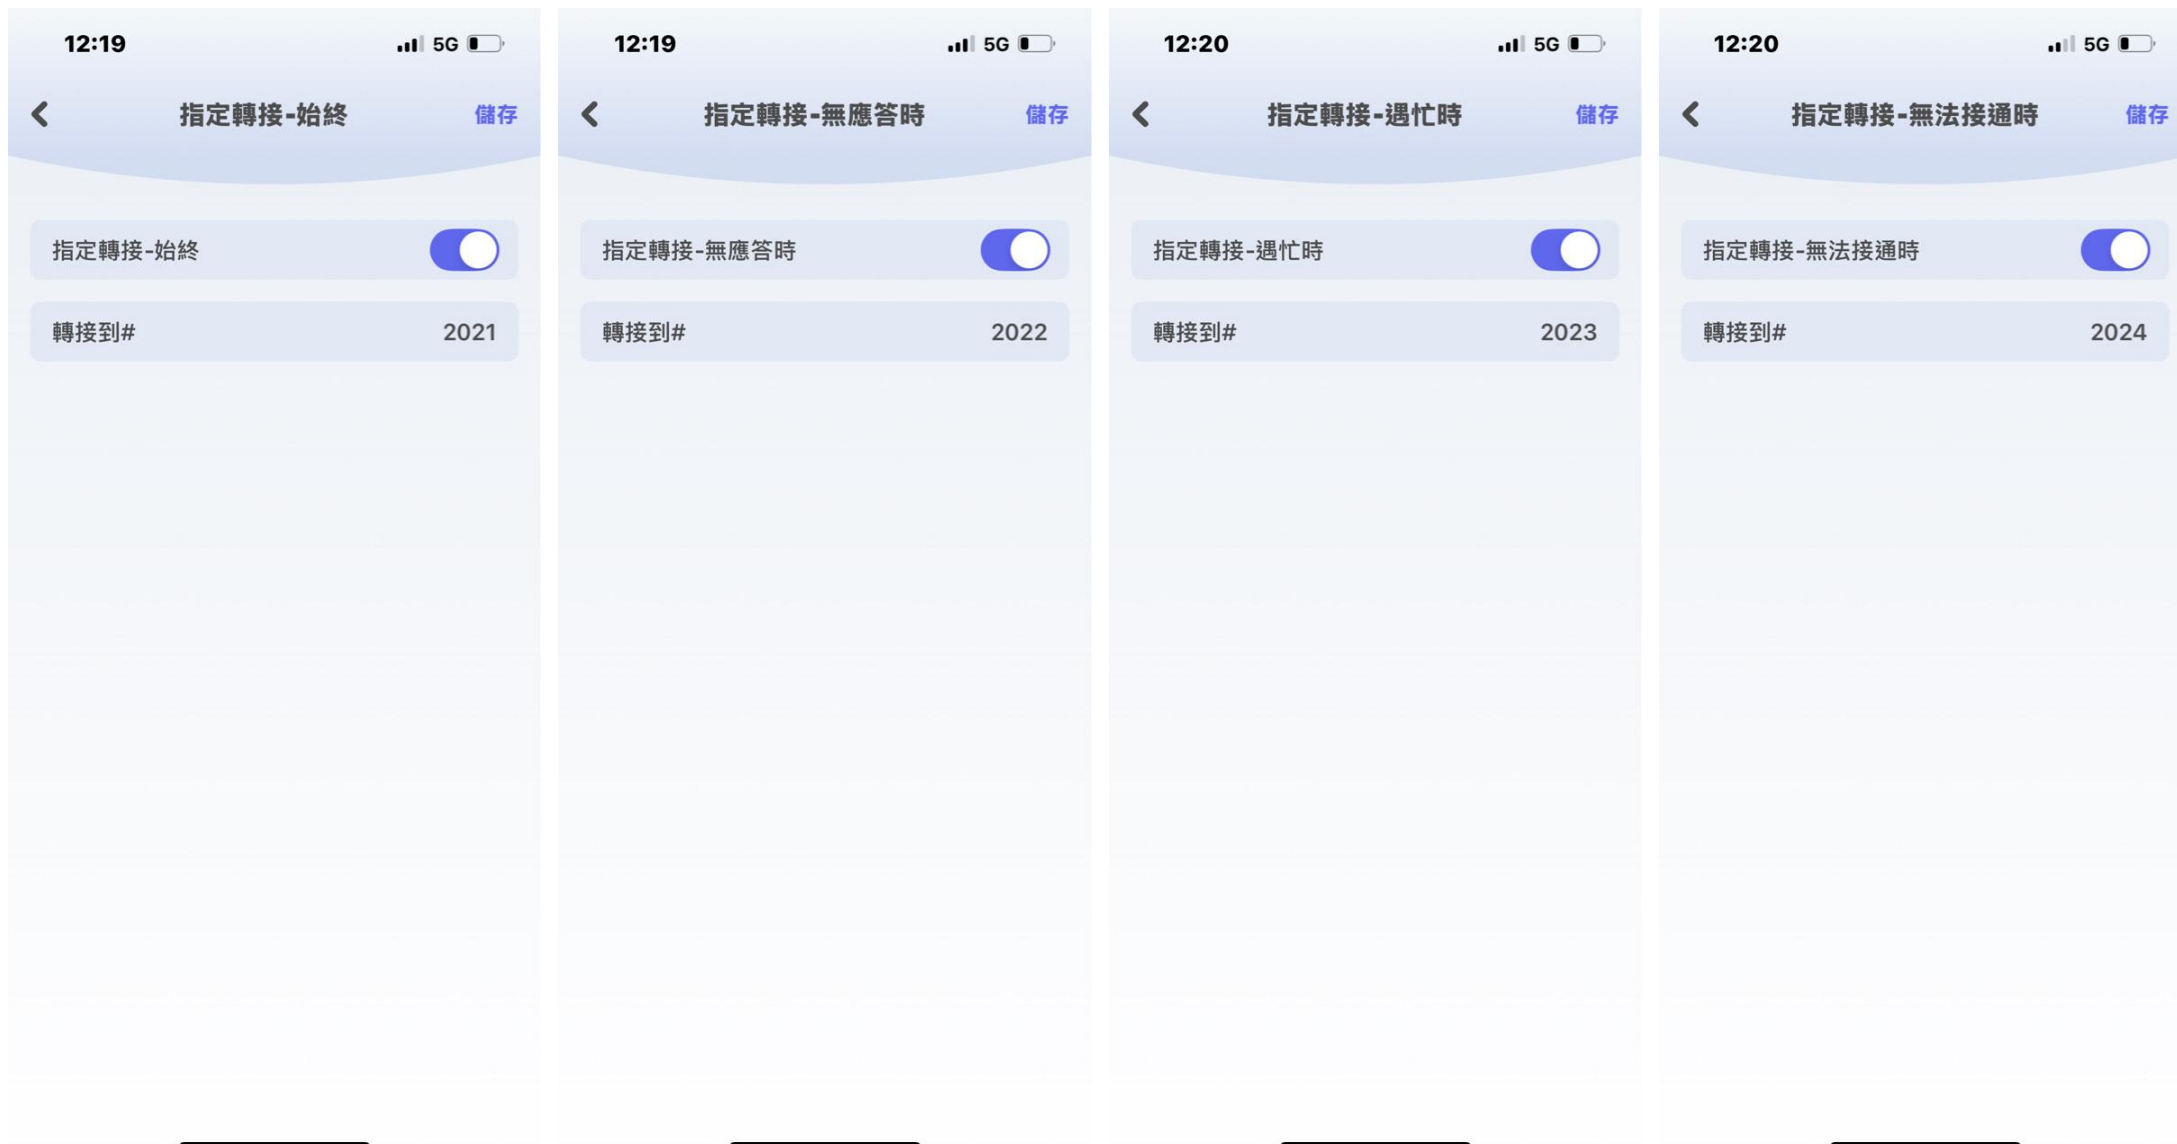 12:19
5G
指定轉接-始終
儲存
指定轉接-始終
轉接到#
2021
12:19
5G
指定轉接-無應答時
儲存
指定轉接-無應答時
轉接到#
2022
12:20
5G
指定轉接-遇忙時
儲存
指定轉接-遇忙時
轉接到#
2023
12:20
5G
指定轉接-無法接通時
儲存
指定轉接-無法接通時
轉接到#
2024